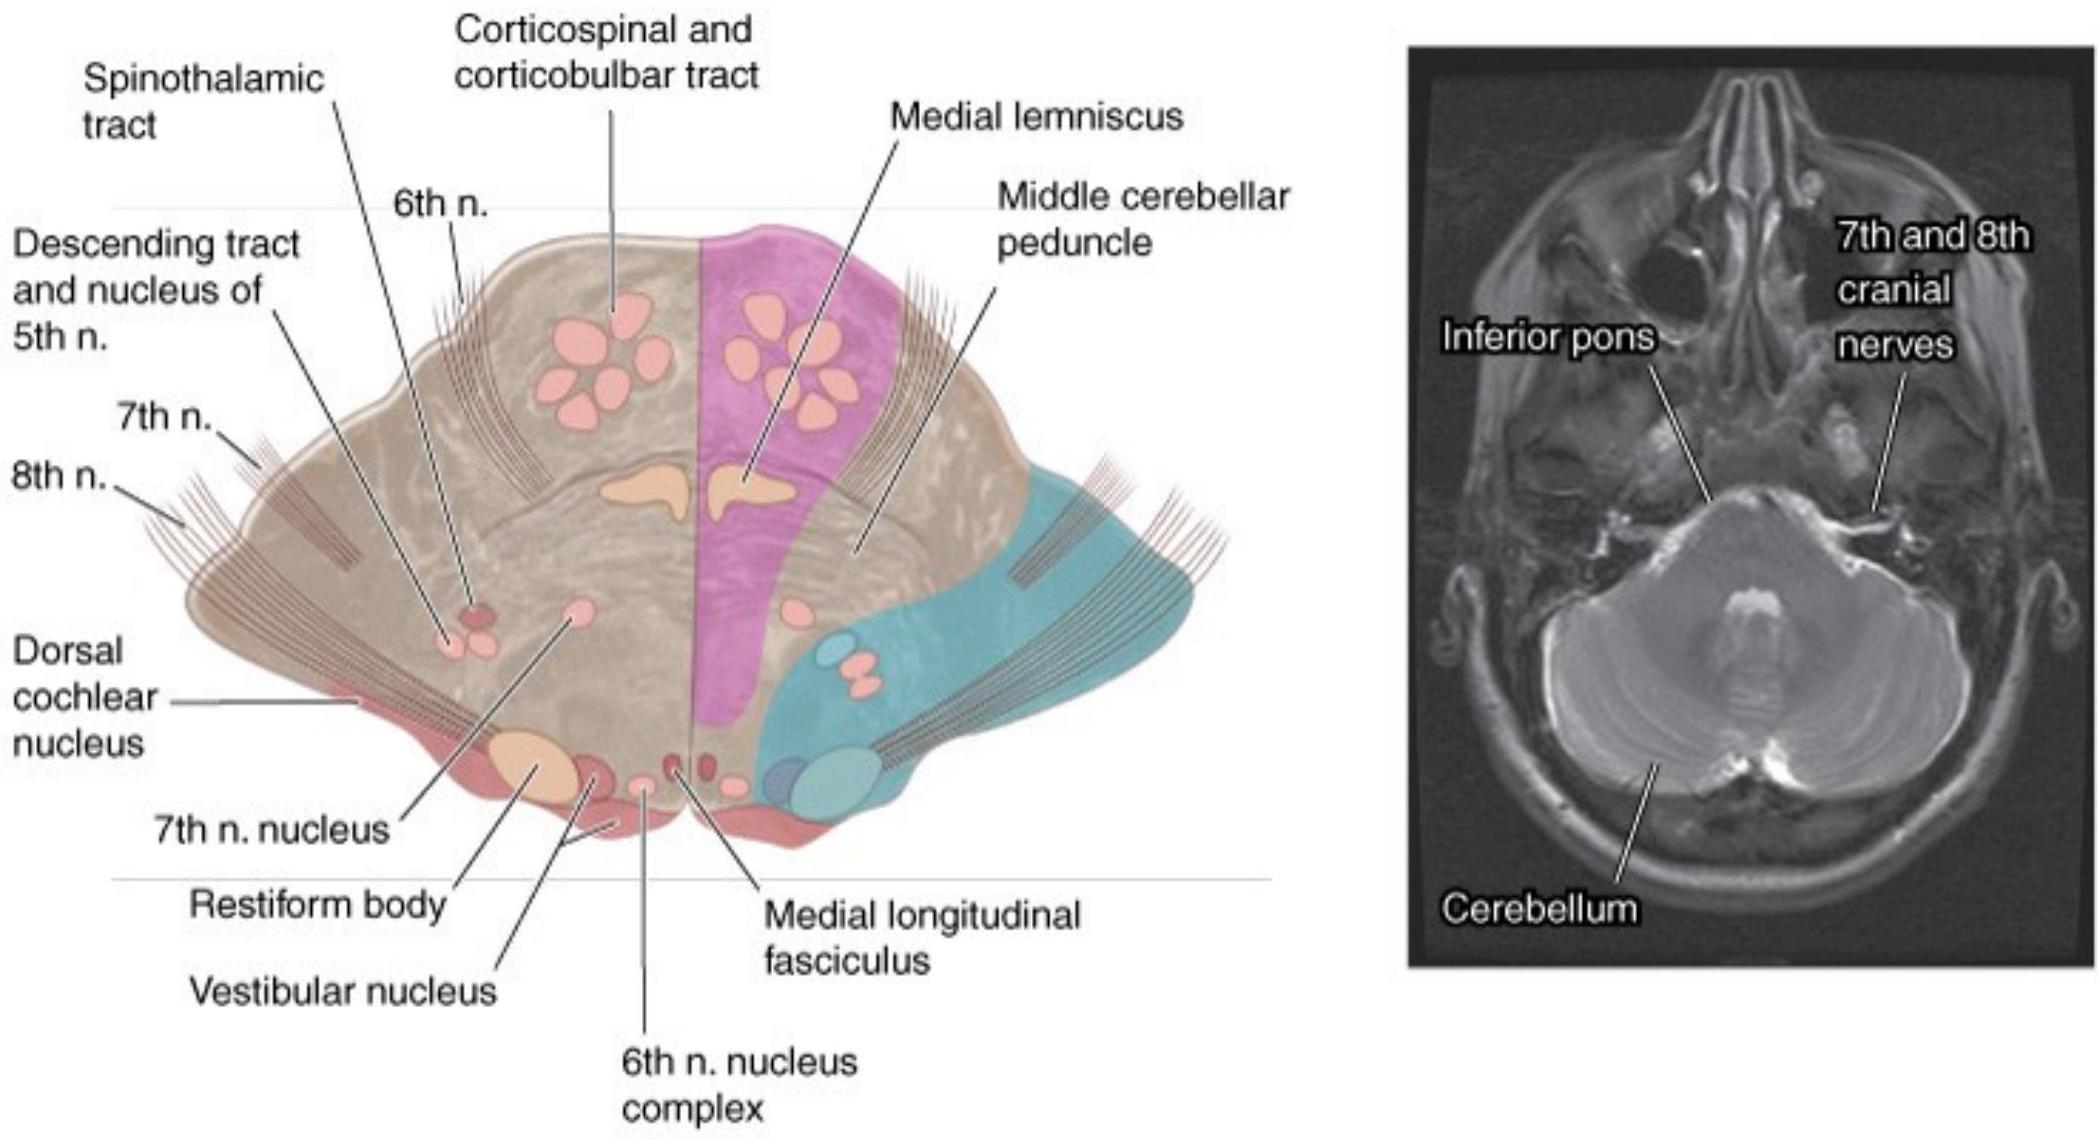 Corticospinal and
corticobulbar tract
Spinothalamic
tract
Medial lemniscus
6th n.
Middle cerebellar
peduncle
Descending tract
and nucleus of
5th n.
7th n.
8th n.
Dorsal
cochlear
nucleus
7th n. nucleus
Restiform body
Vestibular nucleus
Medial longitudinal
fasciculus
6th n. nucleus
complex
7th and 8th
cranial
nerves
Inferior pons
Cerebellum